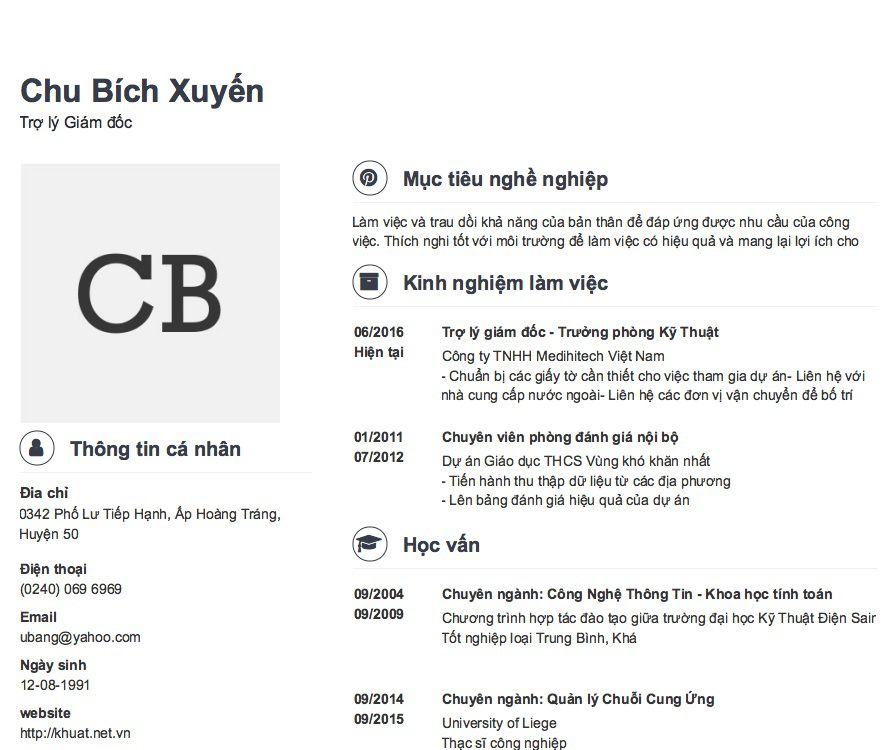 Chu Bích Xuyến
Trợ lý Giám đốc
CB
Thông tin cá nhân
Đia chỉ
0342 Phố Lư Tiếp Hạnh, Ấp Hoàng Tráng,
Huyện 50
Điện thoại
(0240) 069 6969
Email
ubang@yahoo.com
Ngày sinh
12-08-1991
website
http://khuat.net.vn
Mục tiêu nghề nghiệp
Làm việc và trau dồi khả năng của bản thân để đáp ứng được nhu cầu của công
việc. Thích nghi tốt với môi trường để làm việc có hiệu quả và mang lại lợi ích cho
Kinh nghiệm làm việc
06/2016
Hiện tại
Trợ lý giám đốc - Trưởng phòng Kỹ Thuật
Công ty TNHH Medihitech Việt Nam
- Chuẩn bị các giấy tờ cần thiết cho việc tham gia dự án- Liên hệ với
nhà cung cấp nước ngoài- Liên hệ các đơn vị vận chuyển để bố trí
01/2011
07/2012
Chuyên viên phòng đánh giá nội bộ
Dự án Giáo dục THCS Vùng khó khăn nhất
- Tiến hành thu thập dữ liệu từ các địa phương
- Lên bảng đánh giá hiệu quả của dự án
Học vấn
09/2004
09/2009
Chuyên ngành: Công Nghệ Thông Tin - Khoa học tính toán
Chương trình hợp tác đào tạo giữa trường đại học Kỹ Thuật Điện Sair
Tốt nghiệp loại Trung Bình, Khá
09/2014
09/2015
Chuyên ngành: Quản lý Chuỗi Cung Ứng
University of Liege
Thạc sĩ công nghiệp